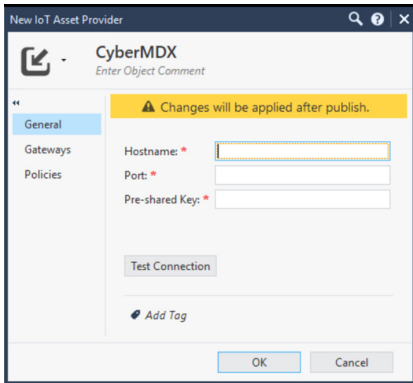 New IoT Asset Provider
CyberMDX
Enter Object Comment
General
Gateways
Policies
Changes will be applied after publish.
Hostname: *
Port: *
Pre-shared Key: *
Test Connection
Add Tag
OK Cancel